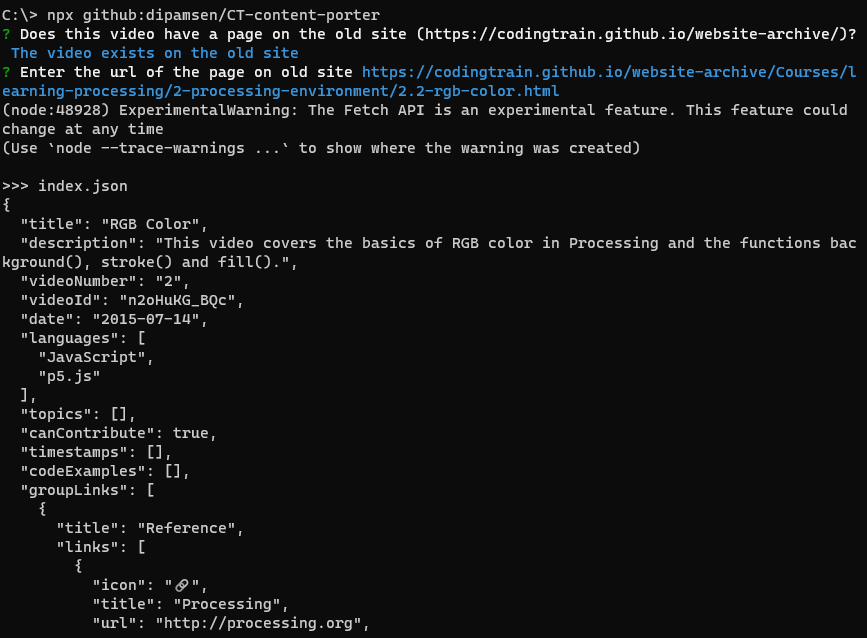 C:\> npx github:dipamsen/CT-content-porter
? Does this video have a page on the old site (https://codingtrain.github.io/website-archive/)?
 The video exists on the old site
? Enter the url of the page on old site https://codingtrain.github.io/website-archive/Courses/l
earning-processing/2-processing-environment/2.2-rgb-color.html
(node:48928) ExperimentalWarning: The Fetch API is an experimental feature. This feature could
change at any time
(Use `node --trace-warnings ...` to show where the warning was created)

>>> index.json
{
  "title": "RGB Color",
  "description": "This video covers the basics of RGB color in Processing and the functions bac
kground(), stroke() and fill().",
  "videoNumber": "2",
  "videoId": "n2oHuKG_BQc",
  "date": "2015-07-14",
  "languages": [
    "JavaScript",
    "p5.js"
  ],
  "topics": [],
  "canContribute": true,
  "timestamps": [],
  "codeExamples": [],
  "groupLinks": [
    {
      "title": "Reference",
      "links": [
        {
          "icon": "🔗",
          "title": "Processing",
          "url": "http://processing.org",